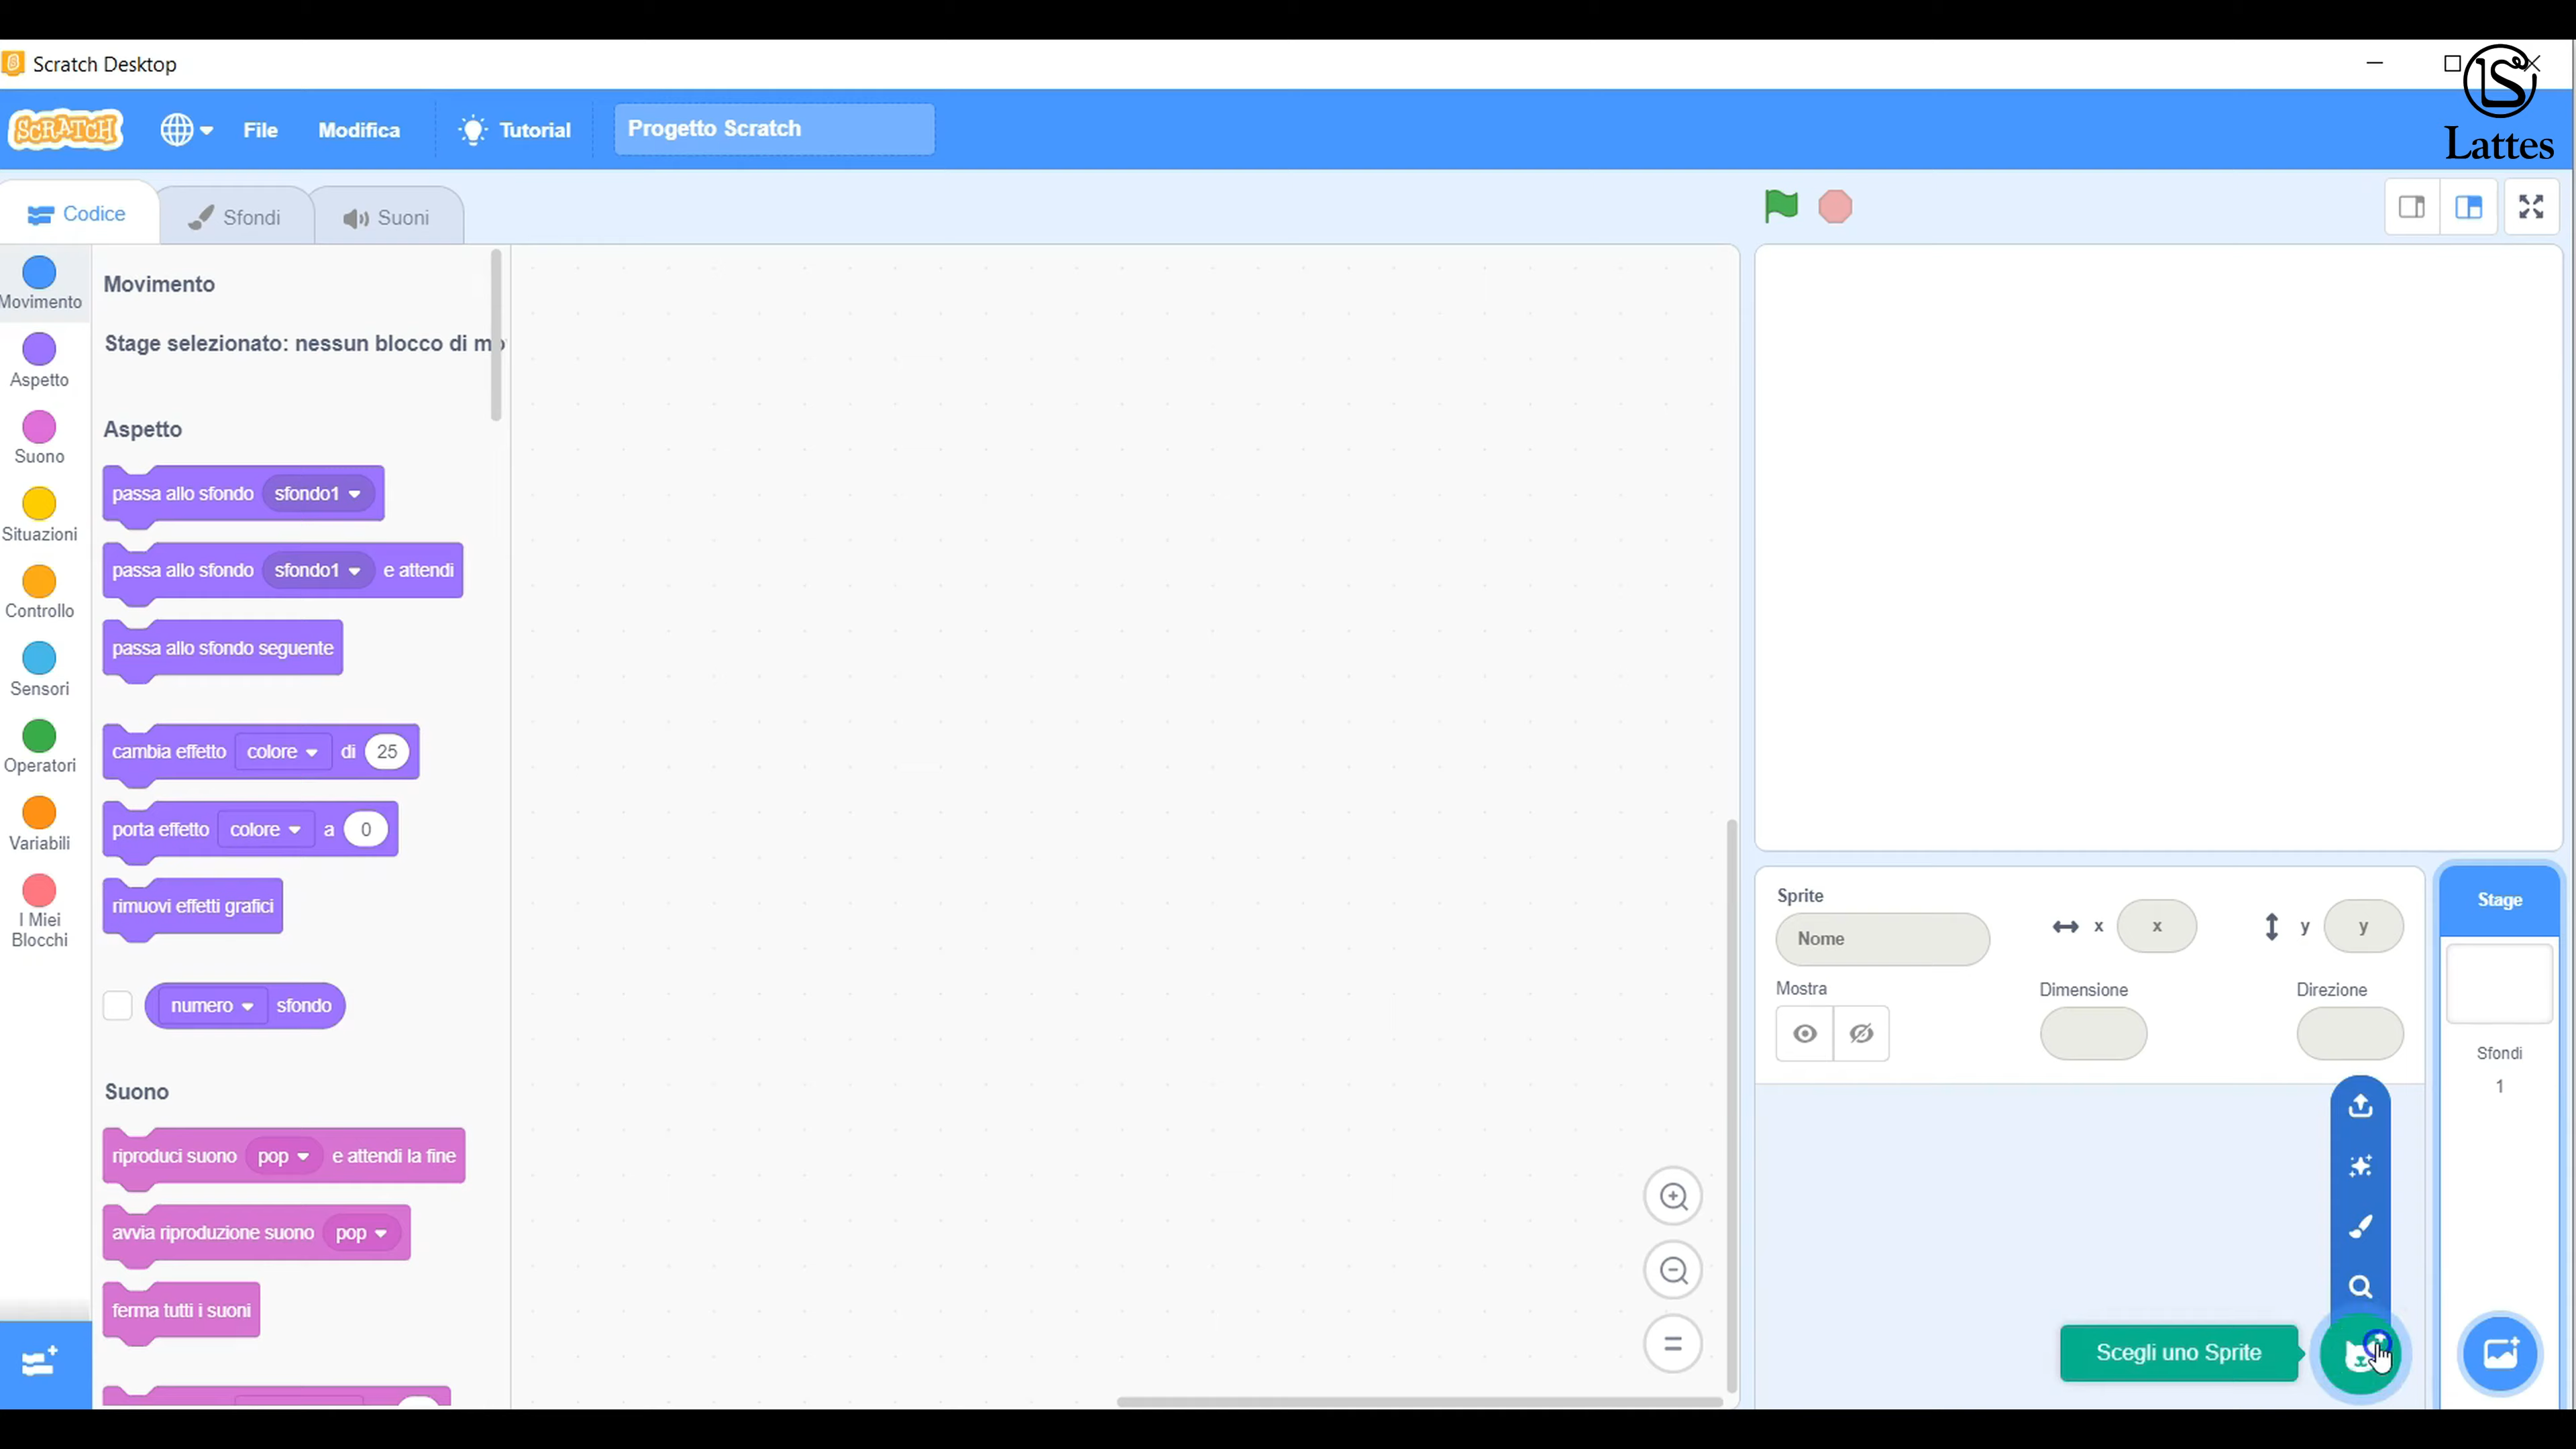 Scratch Desktop
LS
Lattes
SCRATCH
File
Modifica
Tutorial
Progetto Scratch
Codice
Sfondi
Suoni
Movimento
Aspetto
Suono
Situazioni
Controllo
Sensori
Operatori
Variabili
I Miei
Blocchi
Movimento
Stage selezionato: nessun blocco di mo
Aspetto
passa allo sfondo sfondo1
passa allo sfondo sfondo1 e attendi
passa allo sfondo seguente
cambia effetto colore di 25
porta effetto colore a 0
rimuovi effetti grafici
numero sfondo
Suono
riproduci suono pop e attendi la fine
avvia riproduzione suono pop
ferma tutti i suoni
Sprite
Nome
x x
y y
Mostra
Dimensione
Direzione
Scegli uno Sprite
Stage
Sfondi
1